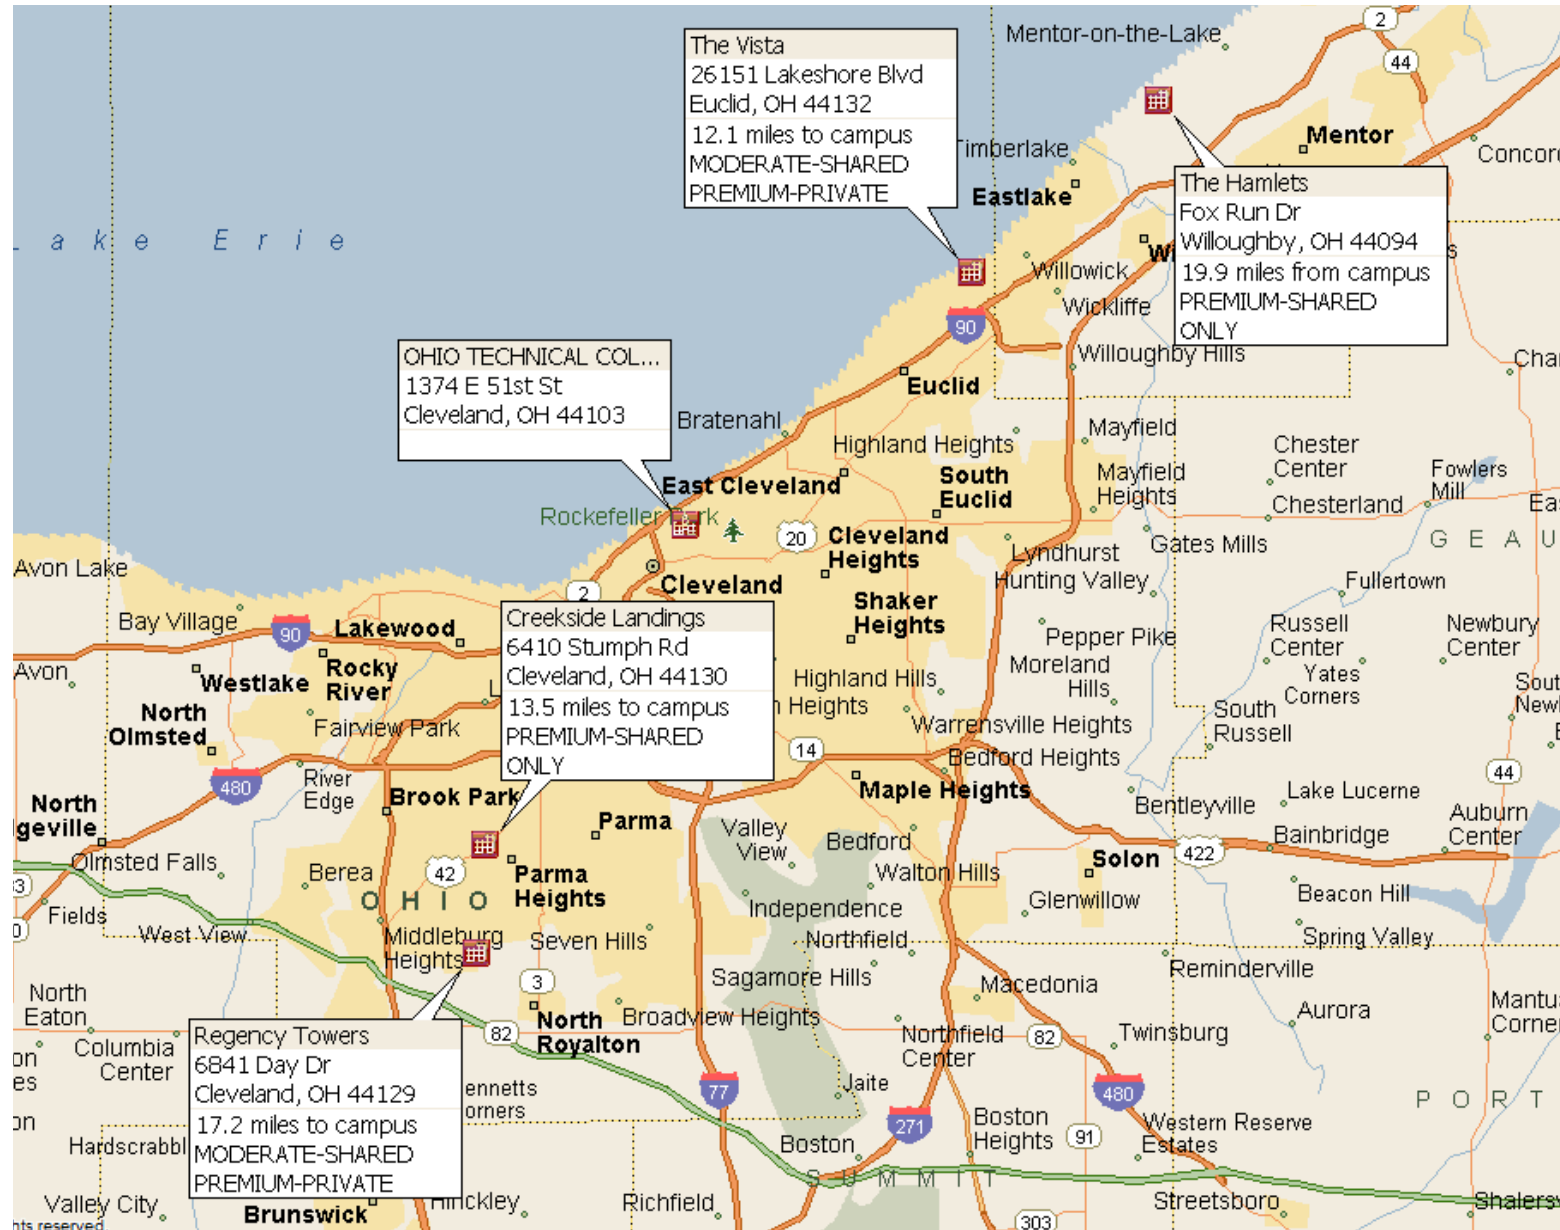 Mentor-on-the-Lake
2
44
The Vista
26151 Lakeshore Blvd
Euclid, OH 44132
12.1 miles to campus
MODERATE-SHARED
PREMIUM-PRIVATE
Mentor
Concord
Timberlake
Eastlake
The Hamlets
Fox Run Dr
Willoughby, OH 44094
19.9 miles from campus
PREMIUM-SHARED
ONLY
Lake Erie
Willowick
Wickliffe
90
Willoughby Hills
OHIO TECHNICAL COL...
1374 E 51st St
Cleveland, OH 44103
Euclid
Bratenahl
Highland Heights
Mayfield
Chester
Center
Mayfield
Heights
South
Euclid
East Cleveland
Fowlers
Mill
Chesterland
Rockefeller Park
20
Cleveland
Heights
Lyndhurst
Gates Mills
G E A U
Avon Lake
Cleveland
Hunting Valley
Fullertown
2
Bay Village
90
Lakewood
Shaker
Heights
Creekside Landings
6410 Stumph Rd
Cleveland, OH 44130
13.5 miles to campus
PREMIUM-SHARED
ONLY
Pepper Pike
Russell
Center
Newbury
Center
Avon
Westlake
Rocky
River
Highland Hills
Moreland
Hills
Yates
Corners
North
Olmsted
Fairview Park
Heights
Warrensville Heights
South
Russell
14
Bedford Heights
480
River
Edge
Brook Park
Maple Heights
44
Bentleyville
Lake Lucerne
North
geville
Parma
Valley
View
Bedford
Auburn
Center
Bainbridge
422
Olmsted Falls
Berea
42
Parma
Heights
Walton Hills
Solon
Beacon Hill
OHIO
Independence
Glenwillow
Fields
West View
Middleburg
Heights
Seven Hills
Northfield
Spring Valley
Sagamore Hills
Reminderville
3
Macedonia
North
Eaton
North
Royalton
Broadview Heights
Aurora
Mantua
Corner
Regency Towers
6841 Day Dr
Cleveland, OH 44129
17.2 miles to campus
MODERATE-SHARED
PREMIUM-PRIVATE
82
Northfield
Center
82
Twinsburg
Columbia
Center
77
Jaite
480
P O R T
271
Boston
Heights
91
Western Reserve
Estates
Boston
SUMMIT
Valley City
Brunswick
Hinckley
Richfield
303
Streetsboro
Shalers
hts reserved